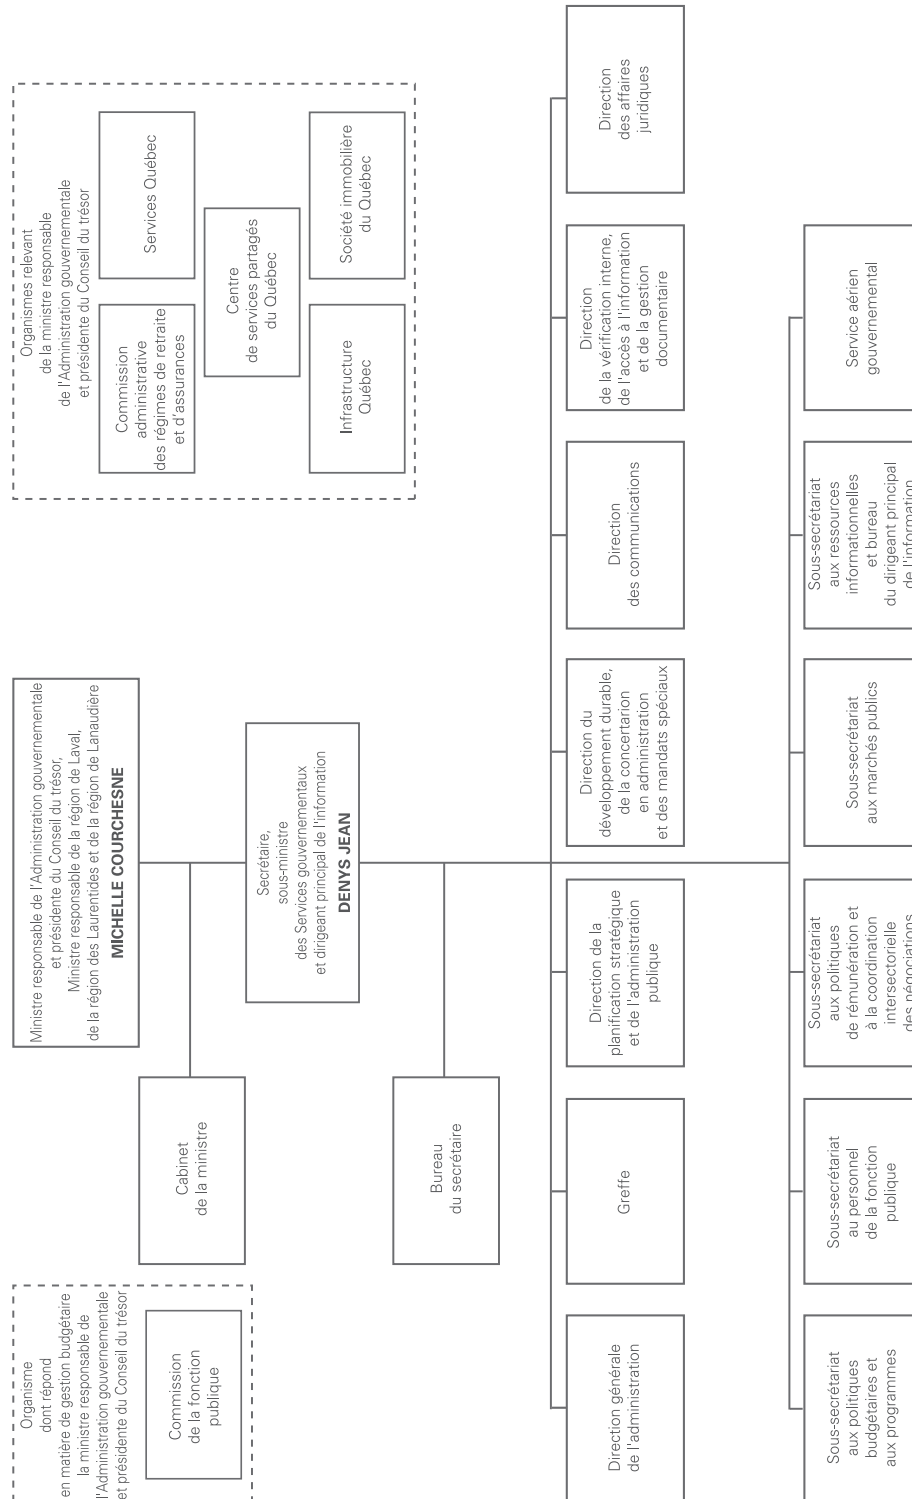 Organisme
dont répond
en matière de gestion budgétaire
la ministre responsable de
l'Administration gouvernementale
et présidente du Conseil du trésor
Commission
de la fonction
publique
Ministre responsable de l'Administration gouvernementale
et présidente du Conseil du trésor,
Ministre responsable de la région de Laval,
de la région des Laurentides et de la région de Lanaudière
MICHELLE COURCHESNE
Organismes relevant
de la ministre responsable
de l'Administration gouvernementale
et présidente du Conseil du trésor
Commission
administrative
des régimes de retraite
et d'assurances
Services Québec
Centre
de services partagés
du Québec
Infrastructure
Québec
Société immobilière
du Québec
Cabinet
de la ministre
Secrétaire,
sous-ministre
des Services gouvernementaux
et dirigeant principal de l'information
DENYS JEAN
Bureau
du secrétaire
Direction générale
de l'administration
Greffe
Direction de la
planification stratégique
et de l'administration
publique
Direction du
développement durable,
de la concertarion
en administration
et des mandats spéciaux
Direction
des communications
Direction
de la vérification interne,
de l'accès à l'information
et de la gestion
documentaire
Direction
des affaires
juridiques
Sous-secrétariat
aux politiques
budgétaires et
aux programmes
Sous-secrétariat
au personnel
de la fonction
publique
Sous-secrétariat
aux politiques
de rémunération et
à la coordination
intersectorielle
des négociations
Sous-secrétariat
aux marchés publics
Sous-secrétariat
aux ressources
informationnelles
et bureau
du dirigeant principal
de l'information
Service aérien
gouvernemental